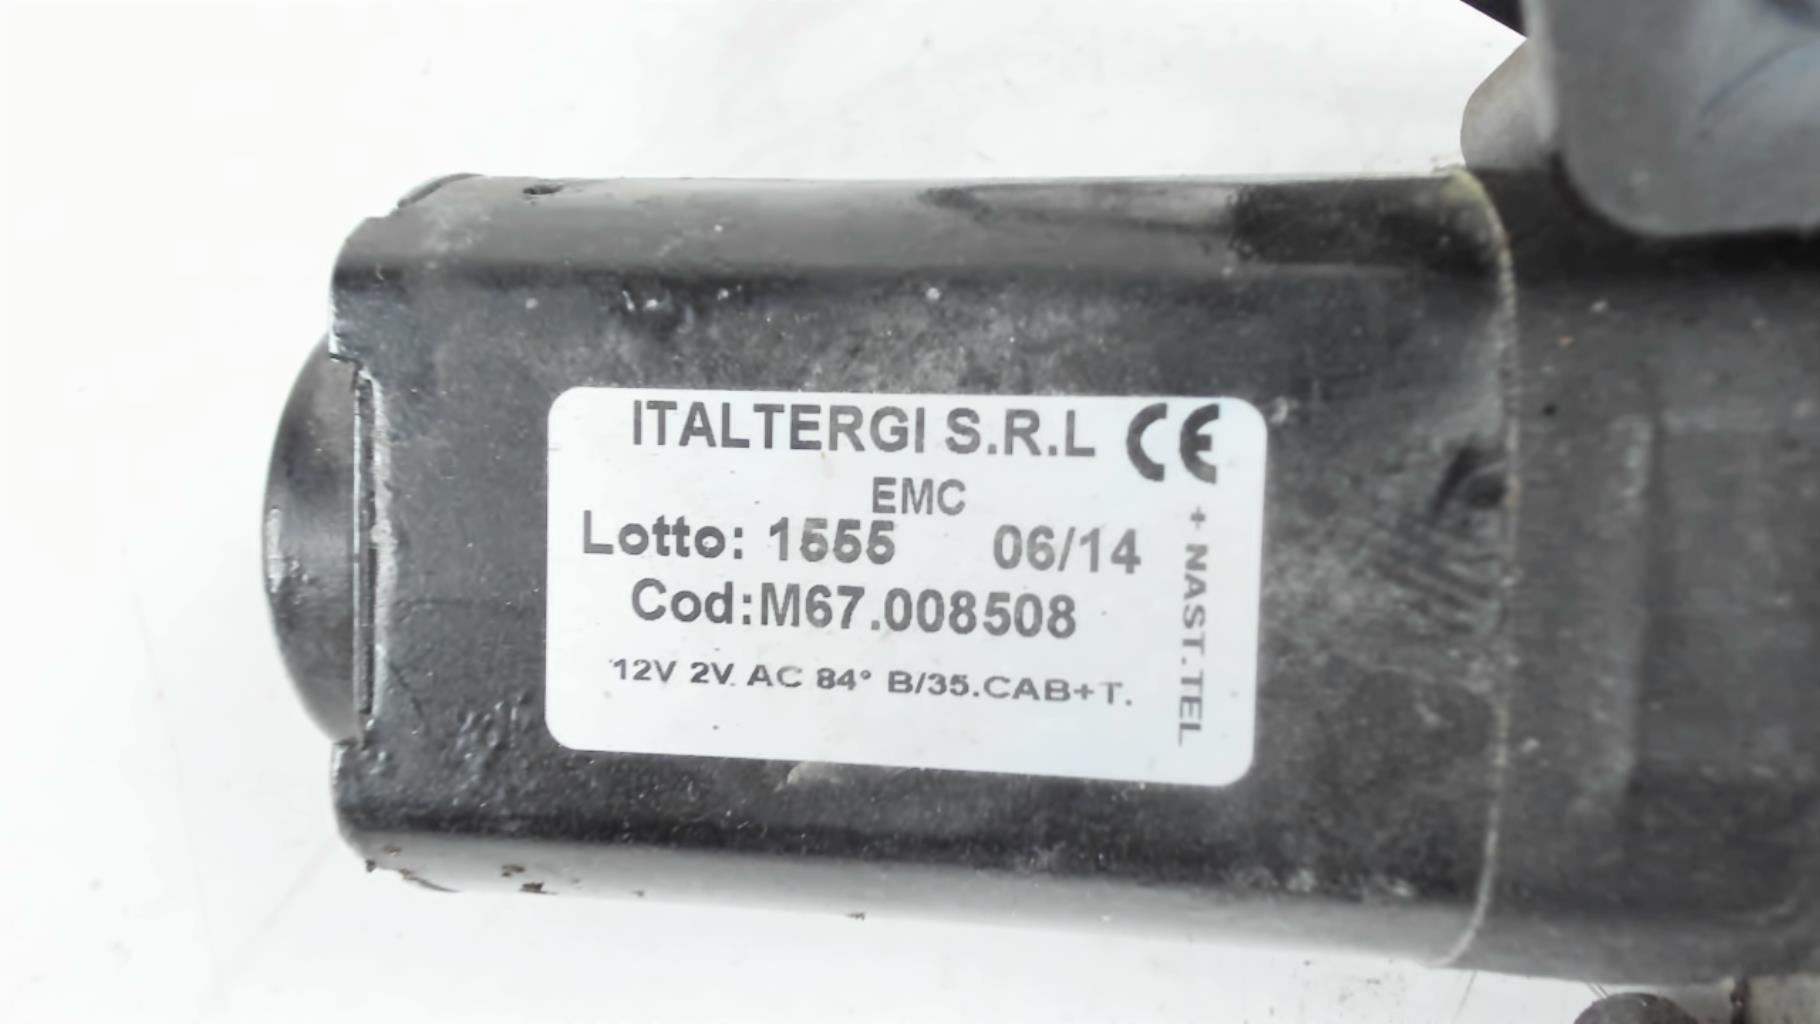 ITALTERGI S.R.L CE
EMC
Lotto: 1555 06/14
Cod:M67.008508
12V 2V. AC 84° B/35.CAB+T.
+ NAST.TEL